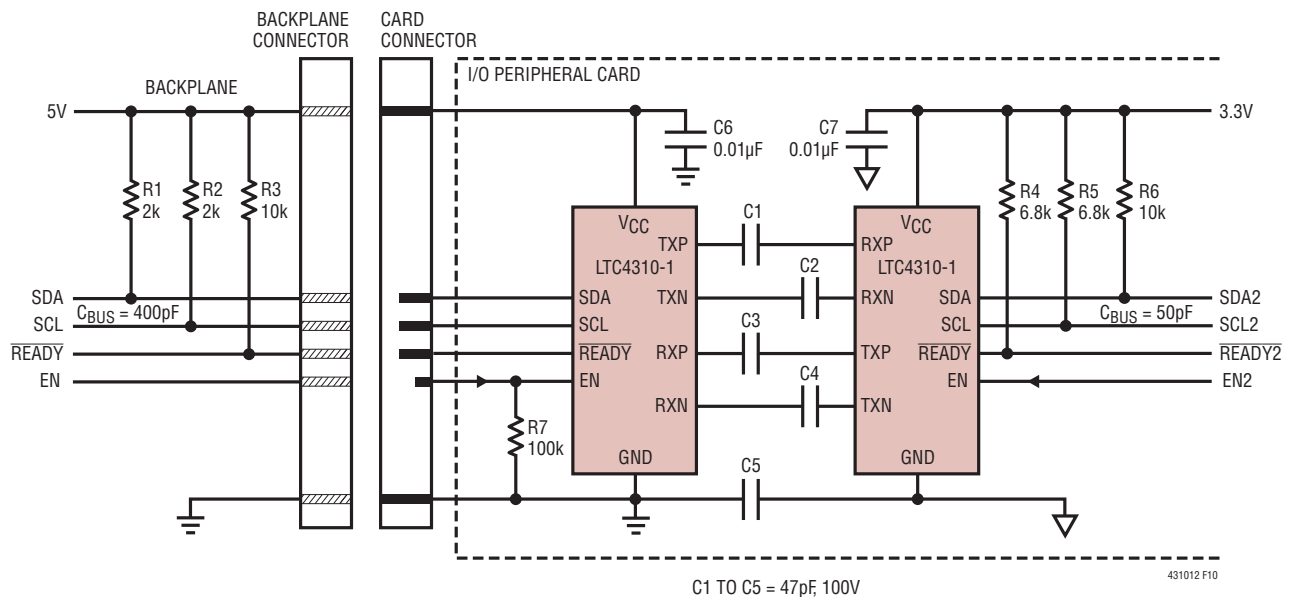 BACKPLANE
CONNECTOR
CARD
CONNECTOR
I/O PERIPHERAL CARD
BACKPLANE
5V
3.3V
C6
0.01µF
C7
0.01µF
R1
2k
R2
2k
R3
10k
R4
6.8k
R5
6.8k
R6
10k
VCC
TXP
LTC4310-1
SDA
TXN
SCL
READY
RXP
EN
RXN
GND
C1
C2
C3
C4
C5
VCC
RXP
LTC4310-1
RXN
SDA
SCL
TXP
READY
EN
TXN
GND
SDA
CBUS = 400pF
SCL
READY
EN
R7
100k
SDA2
CBUS = 50pF
SCL2
READY2
EN2
C1 TO C5 = 47pF, 100V
431012 F10